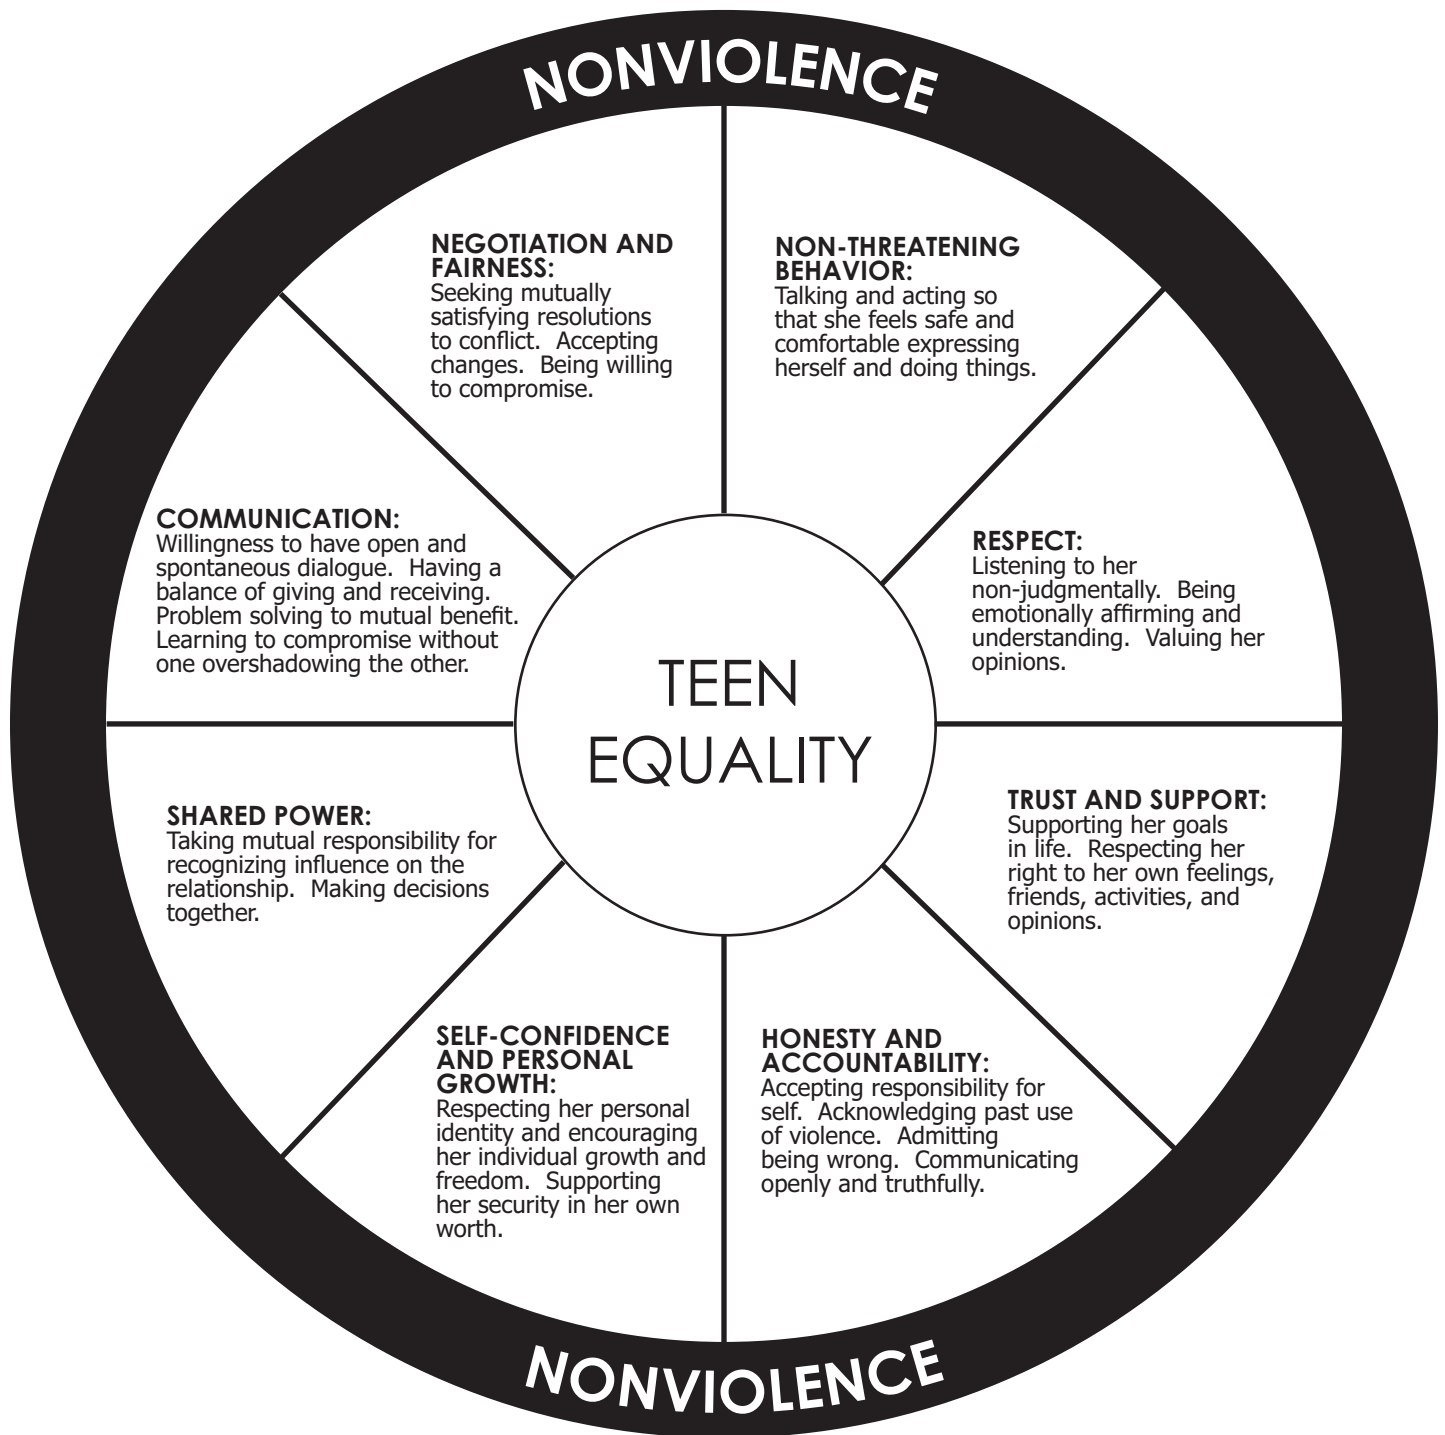 NONVIOLENCE
NEGOTIATION AND
FAIRNESS:
Seeking mutually
satisfying resolutions
to conflict.  Accepting
changes.  Being willing
to compromise.
NON-THREATENING
BEHAVIOR:
Talking and acting so
that she feels safe and
comfortable expressing
herself and doing things.
COMMUNICATION:
Willingness to have open and
spontaneous dialogue.  Having a
balance of giving and receiving.
Problem solving to mutual benefit.
Learning to compromise without
one overshadowing the other.
RESPECT:
Listening to her
non-judgmentally.  Being
emotionally affirming and
understanding.  Valuing her
opinions.
TEEN
EQUALITY
SHARED POWER:
Taking mutual responsibility for
recognizing influence on the
relationship.  Making decisions
together.
TRUST AND SUPPORT:
Supporting her goals
in life.  Respecting her
right to her own feelings,
friends, activities, and
opinions.
SELF-CONFIDENCE
AND PERSONAL
GROWTH:
Respecting her personal
identity and encouraging
her individual growth and
freedom.  Supporting
her security in her own
worth.
HONESTY AND
ACCOUNTABILITY:
Accepting responsibility for
self.  Acknowledging past use
of violence.  Admitting
being wrong.  Communicating
openly and truthfully.
NONVIOLENCE